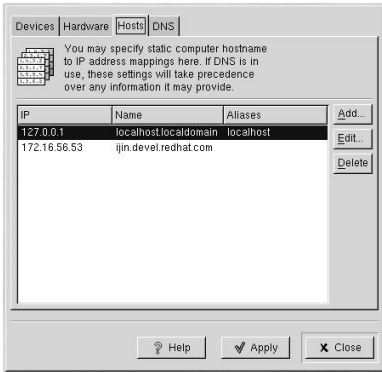 Devices Hardware Hosts DNS
You may specify static computer hostname
to IP address mappings here. If DNS is in
use, these settings will take precedence
over any information it may provide.
IP Name Aliases
127.0.0.1 localhost.localdomain localhost
172.16.56.53 ijin.devel.redhat.com
Add...
Edit...
Delete
Help Apply Close